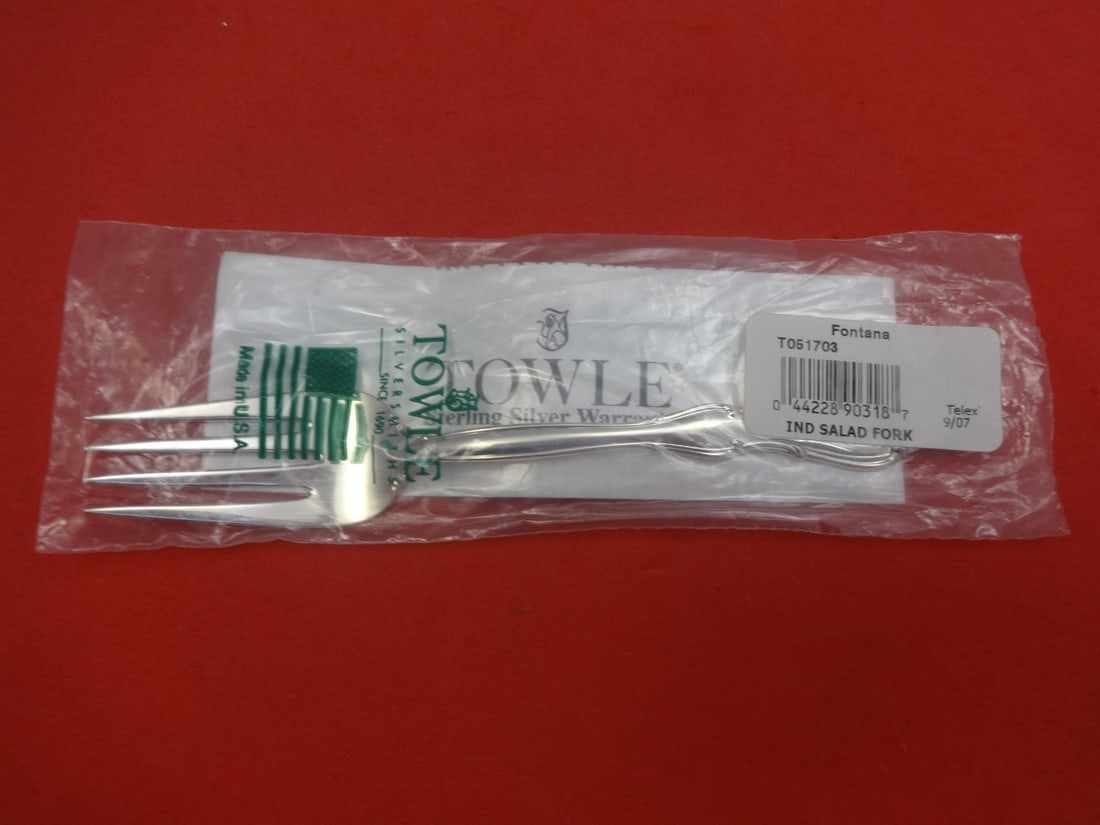 Made in USA
TOWLE
SILVERSMITHS
SINCE 1690
TOWLE®
Sterling Silver Warranty
Fontana
T051703
0 44228 90318 7
IND SALAD FORK
Telex
9/07